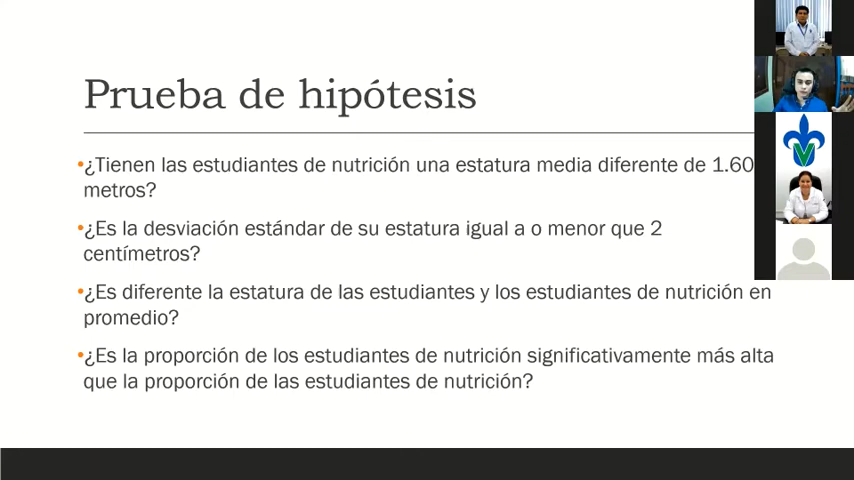 Prueba de hipótesis
•¿Tienen las estudiantes de nutrición una estatura media diferente de 1.60
metros?
•¿Es la desviación estándar de su estatura igual a o menor que 2
centímetros?
•¿Es diferente la estatura de las estudiantes y los estudiantes de nutrición en
promedio?
•¿Es la proporción de los estudiantes de nutrición significativamente más alta
que la proporción de las estudiantes de nutrición?